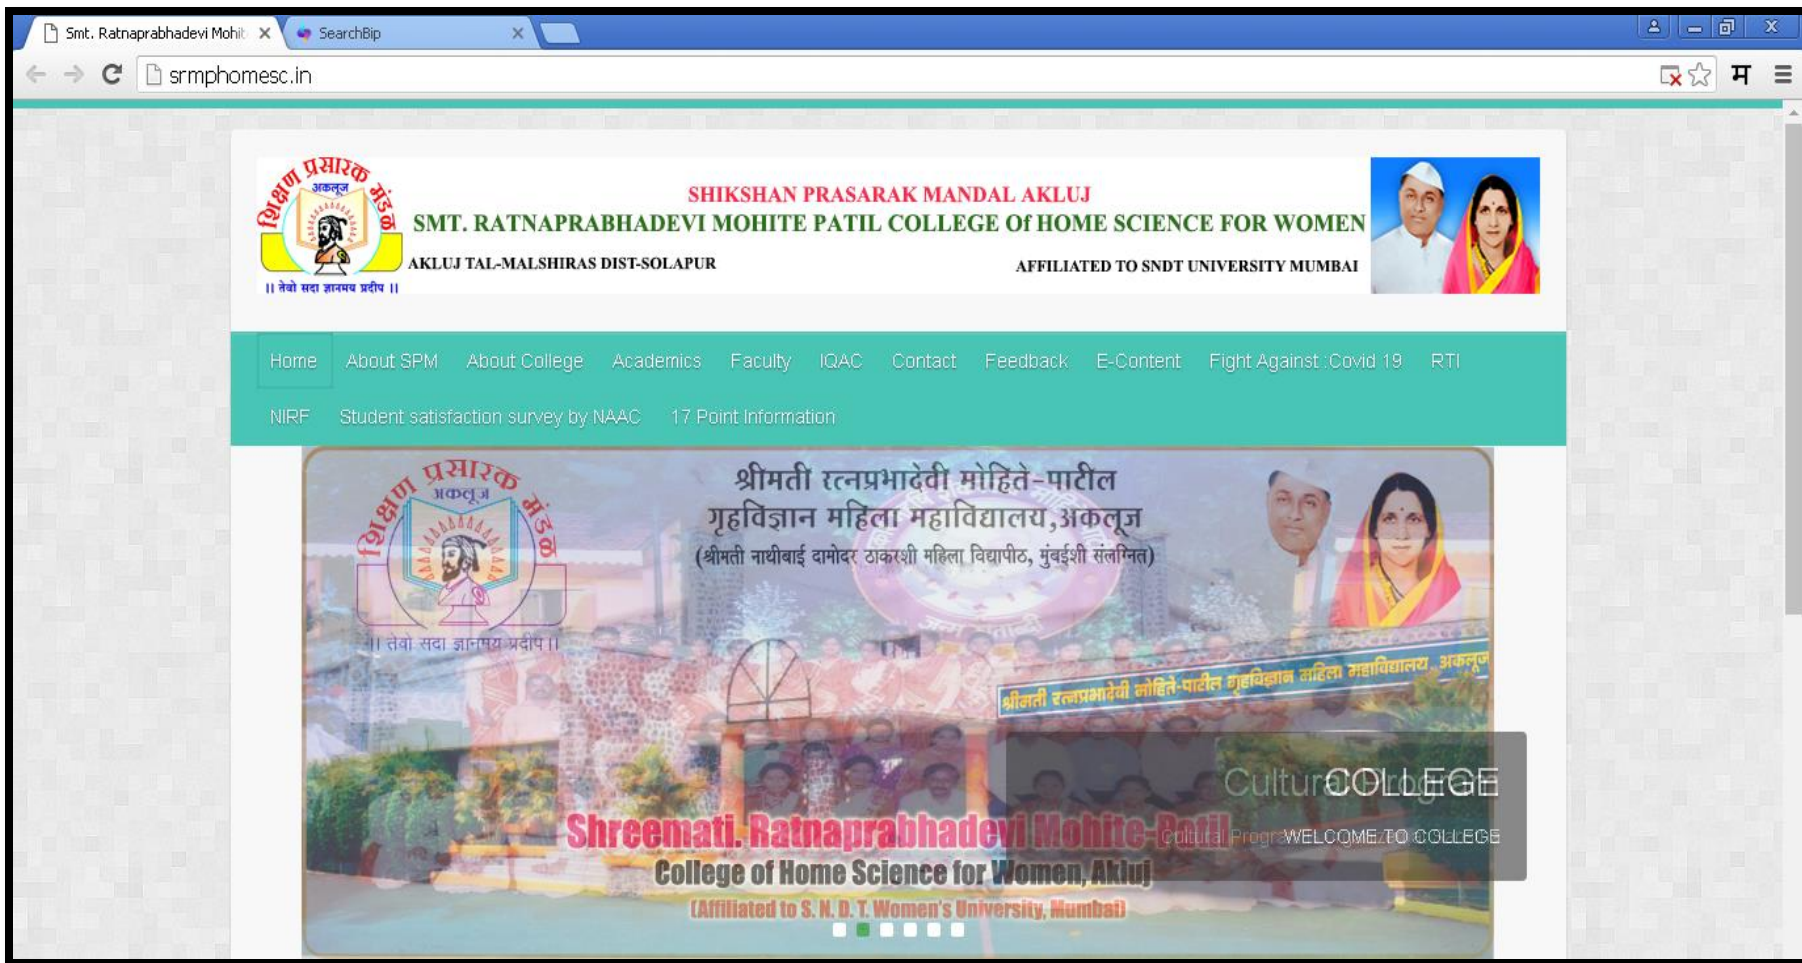 Smt. Ratnaprabhadevi Mohit
SearchBip
srmphomesc.in
म
शिक्षण प्रसारक मंडळ
अकलूज
|| तेवो सदा ज्ञानमय प्रदीप ||
SHIKSHAN PRASARAK MANDAL AKLUJ
SMT. RATNAPRABHADEVI MOHITE PATIL COLLEGE Of HOME SCIENCE FOR WOMEN
AKLUJ TAL-MALSHIRAS DIST-SOLAPUR AFFILIATED TO SNDT UNIVERSITY MUMBAI
Home About SPM About College Academics Faculty IQAC Contact Feedback E-Content Fight Against :Covid 19 RTI
NIRF Student satisfaction survey by NAAC 17 Point Information
शिक्षण प्रसारक मंडळ
अकलूज
|| तेवो सदा ज्ञानमय प्रदीप ||
श्रीमती रत्नप्रभादेवी मोहिते-पाटील
गृहविज्ञान महिला महाविद्यालय,अकलूज
(श्रीमती नाथीबाई दामोदर ठाकरशी महिला विद्यापीठ, मुंबईशी संलग्नित)
श्रीमती रत्नप्रभादेवी मोहिते-पाटील गृहविज्ञान महिला महाविद्यालय, अकलूज
Cultural Program
COLLEGE
Cultural Program
WELCOME TO COLLEGE
Shreemati. Ratnaprabhadevi Mohite-Patil
College of Home Science for Women, Akluj
(Affiliated to S. N. D. T. Women's University, Mumbai)